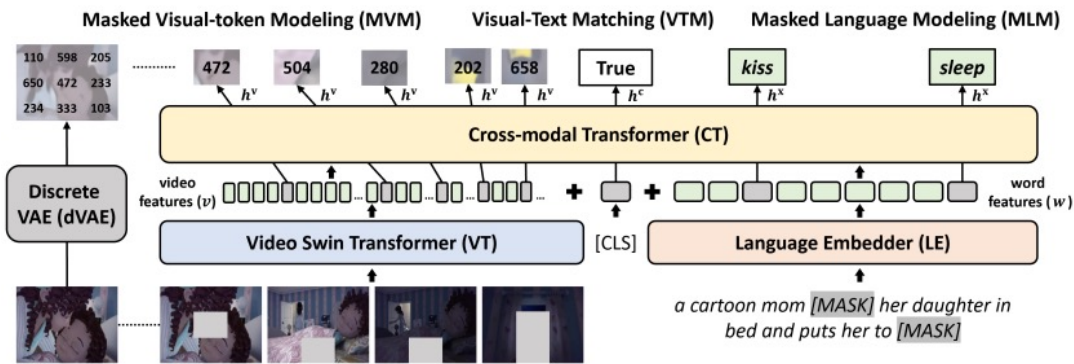 Masked Visual-token Modeling (MVM)
Visual-Text Matching (VTM)
Masked Language Modeling (MLM)
110 598 205
650 472 233
234 333 103
472
504
280
202
658
True
kiss
sleep
hᵛ
hᵛ
hᵛ
hᵛ
hᵛ
hᶜ
hˣ
hˣ
Cross-modal Transformer (CT)
Discrete
VAE (dVAE)
video
features (v)
... ... ... ... ...
+
+
word
features (w)
Video Swin Transformer (VT)
[CLS]
Language Embedder (LE)
a cartoon mom [MASK] her daughter in
bed and puts her to [MASK]